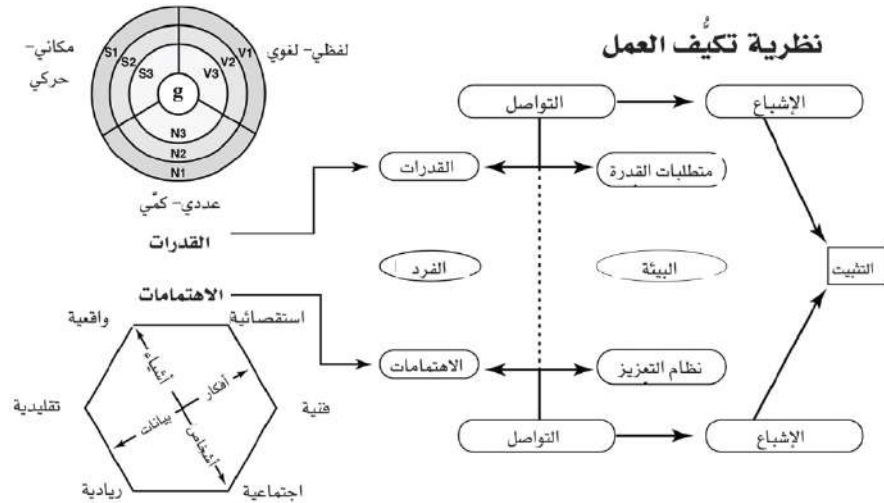 نظرية تكيُّف العمل
لفظي- لغوي
مكاني-
حركي
S1
S2
S3
V1
V2
V3
g
N3
N2
N1
عددي- كمّي
القدرات
الاهتمامات
التواصل
الإشباع
القدرات
متطلبات القدرة
الفرد
البيئة
التثبيت
الاهتمامات
نظام التعزيز
التواصل
الإشباع
واقعية
استقصائية
تقليدية
فنية
ريادية
اجتماعية
أشياء
أفكار
بيانات
أشخاص